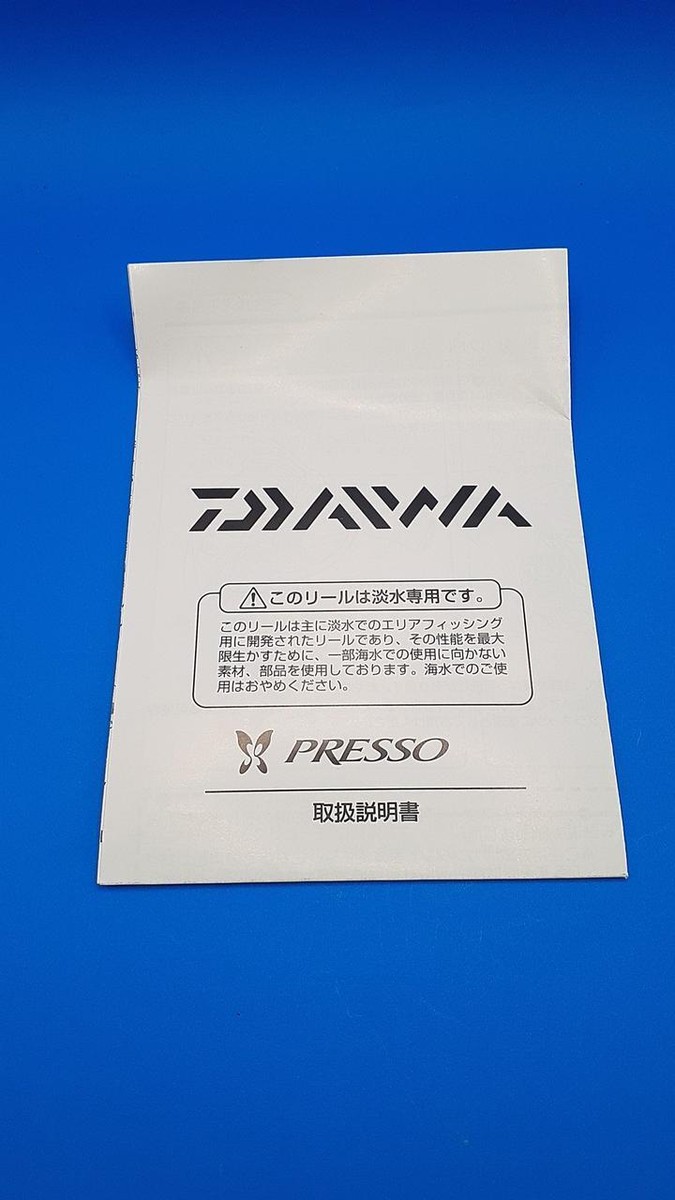 DAIWA
⚠このリールは淡水専用です。
このリールは主に淡水でのエリアフィッシング
用に開発されたリールであり、その性能を最大
限生かすために、一部海水での使用に向かない
素材、部品を使用しております。海水でのご使
用はおやめください。
PRESSO
取扱説明書